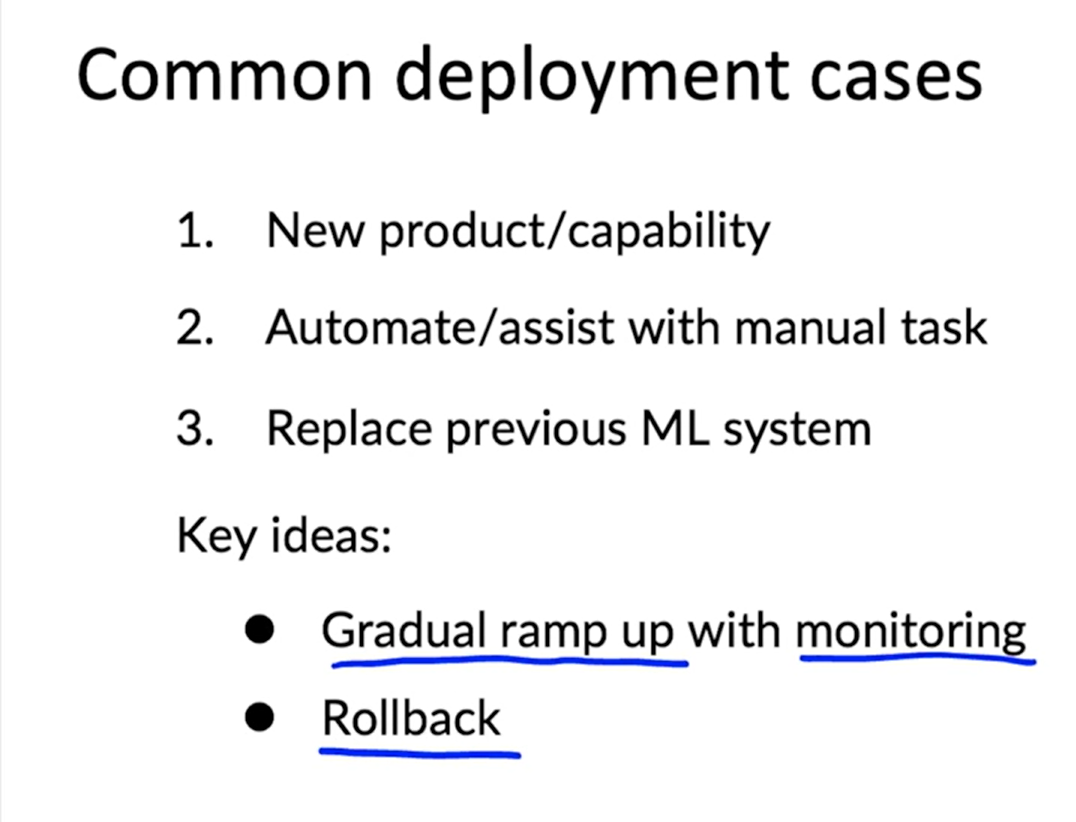 Common deployment cases
1. New product/capability
2. Automate/assist with manual task
3. Replace previous ML system
Key ideas:
● Gradual ramp up with monitoring
● Rollback